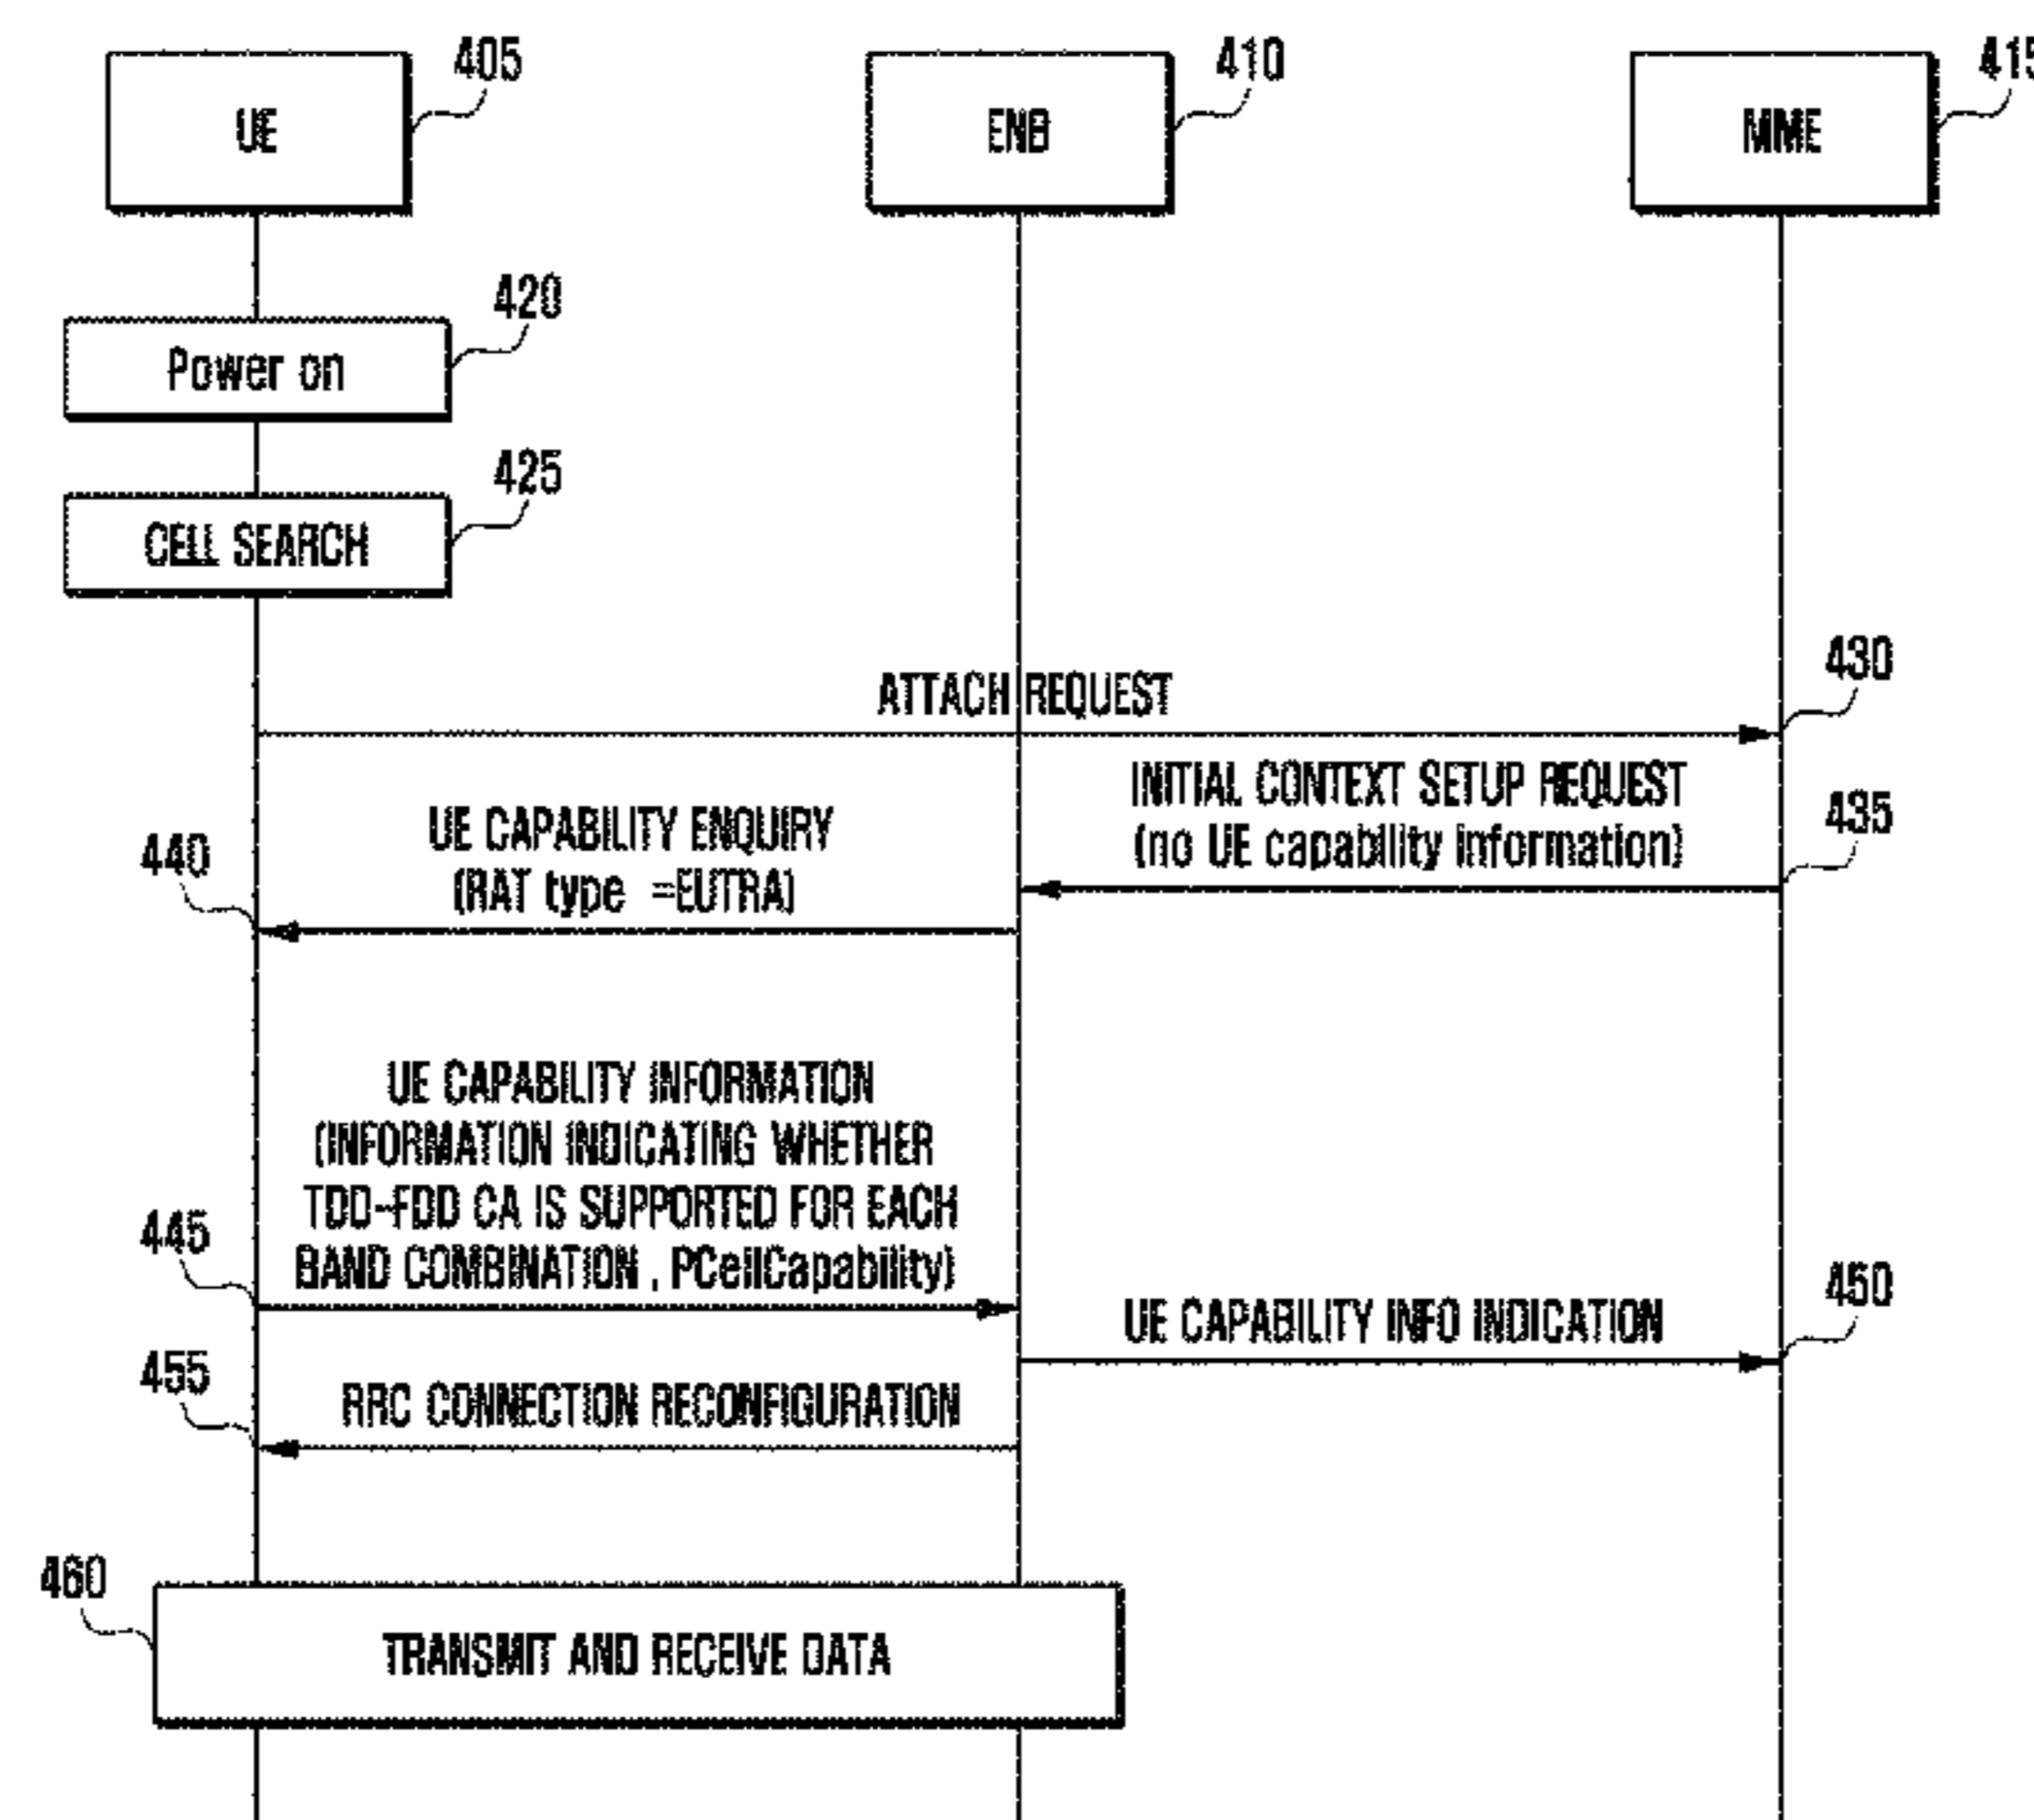 405
410
415
UE
ENB
MME
420
Power on
425
CELL SEARCH
430
ATTACH REQUEST
INITIAL CONTEXT SETUP REQUEST
(no UE capability information)
435
UE CAPABILITY ENQUIRY
(RAT type =EUTRA)
440
UE CAPABILITY INFORMATION
(INFORMATION INDICATING WHETHER
TDD-FDD CA IS SUPPORTED FOR EACH
BAND COMBINATION , PCellCapability)
445
450
UE CAPABILITY INFO INDICATION
455
RRC CONNECTION RECONFIGURATION
460
TRANSMIT AND RECEIVE DATA